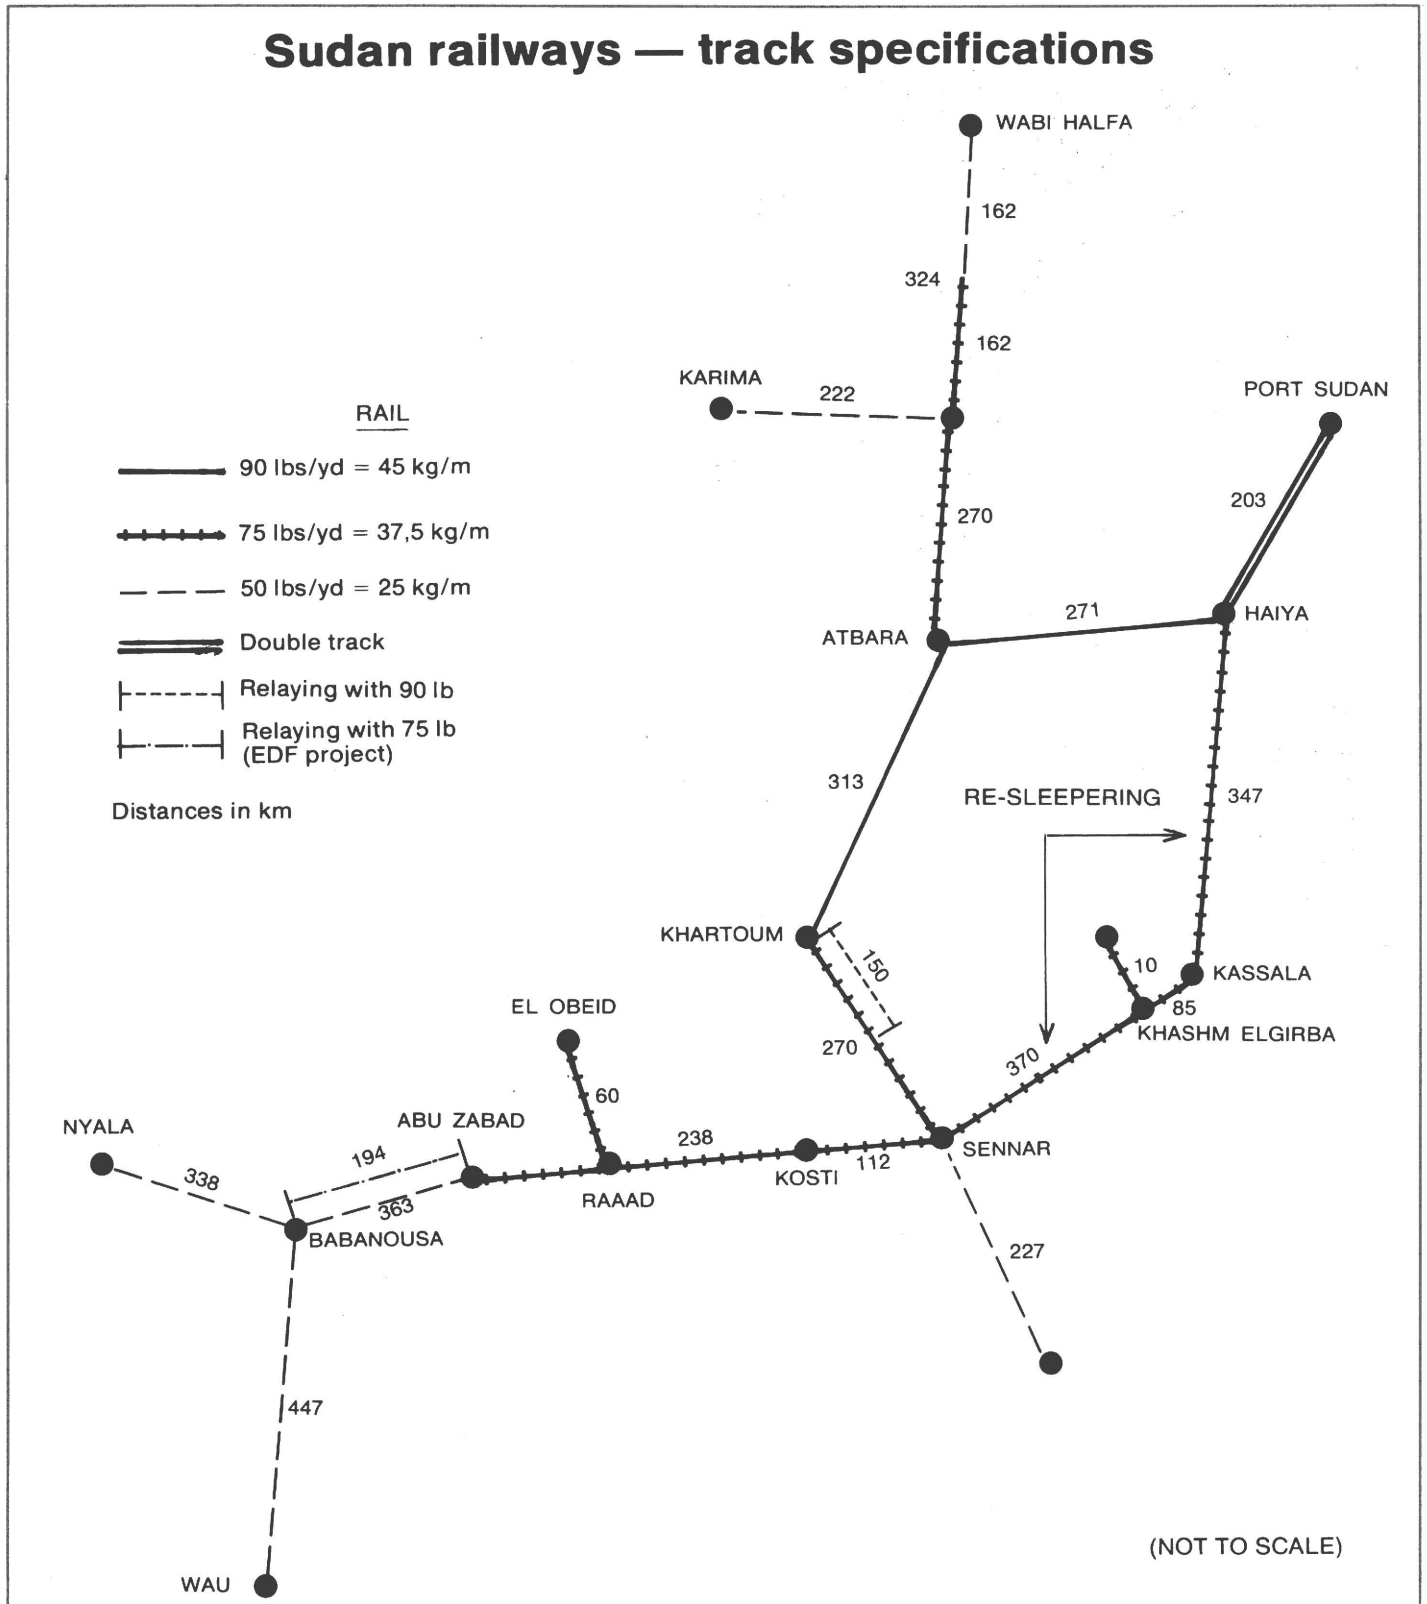 Sudan railways — track specifications
WABI HALFA
162
324
162
KARIMA
222
PORT SUDAN
RAIL
90 lbs/yd = 45 kg/m
75 lbs/yd = 37,5 kg/m
50 lbs/yd = 25 kg/m
Double track
Relaying with 90 lb
Relaying with 75 lb
(EDF project)
Distances in km
270
203
271
HAIYA
ATBARA
313
RE-SLEEPERING
347
KHARTOUM
150
10
KASSALA
85
KHASHM ELGIRBA
EL OBEID
270
370
60
NYALA
ABU ZABAD
194
238
SENNAR
338
112
KOSTI
363
RAAAD
BABANOUSA
227
447
(NOT TO SCALE)
WAU